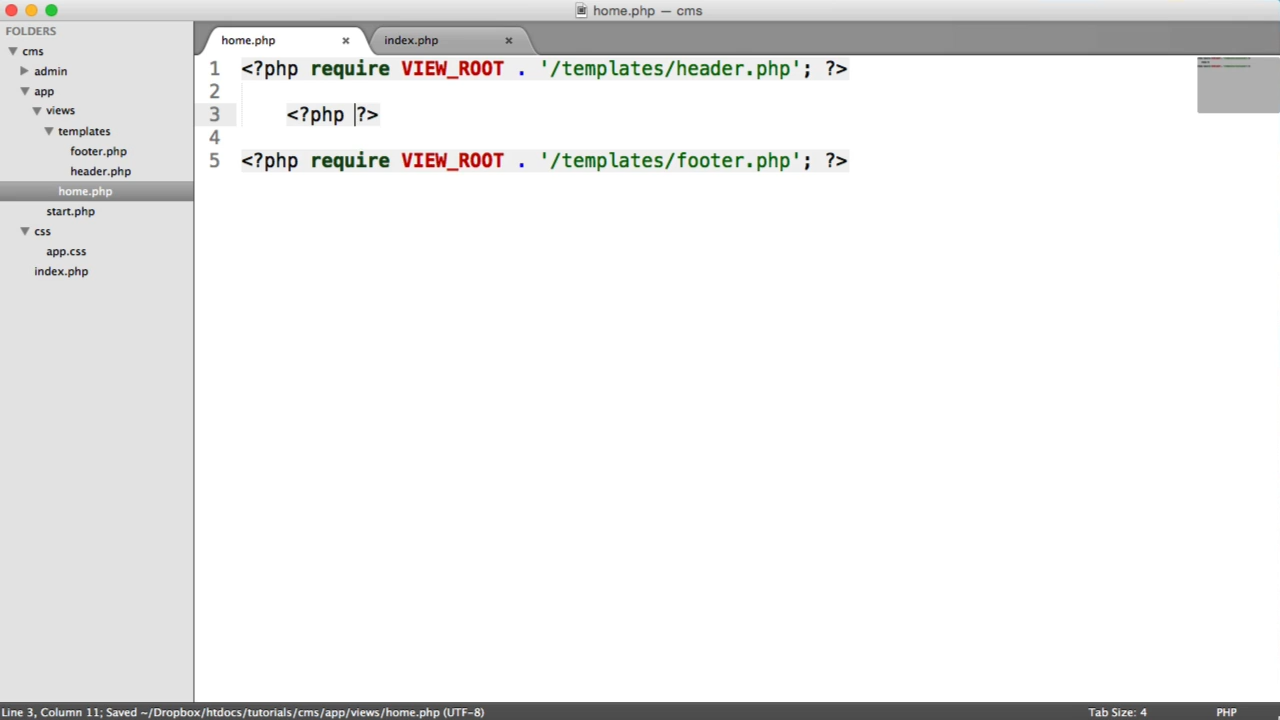 home.php — cms
FOLDERS
cms
admin
app
views
templates
footer.php
header.php
home.php
start.php
css
app.css
index.php
home.php × index.php ×
1 <?php require VIEW_ROOT . '/templates/header.php'; ?>
2
3 <?php ?>
4
5 <?php require VIEW_ROOT . '/templates/footer.php'; ?>
Line 3, Column 11; Saved ~/Dropbox/htdocs/tutorials/cms/app/views/home.php (UTF-8) Tab Size: 4 PHP